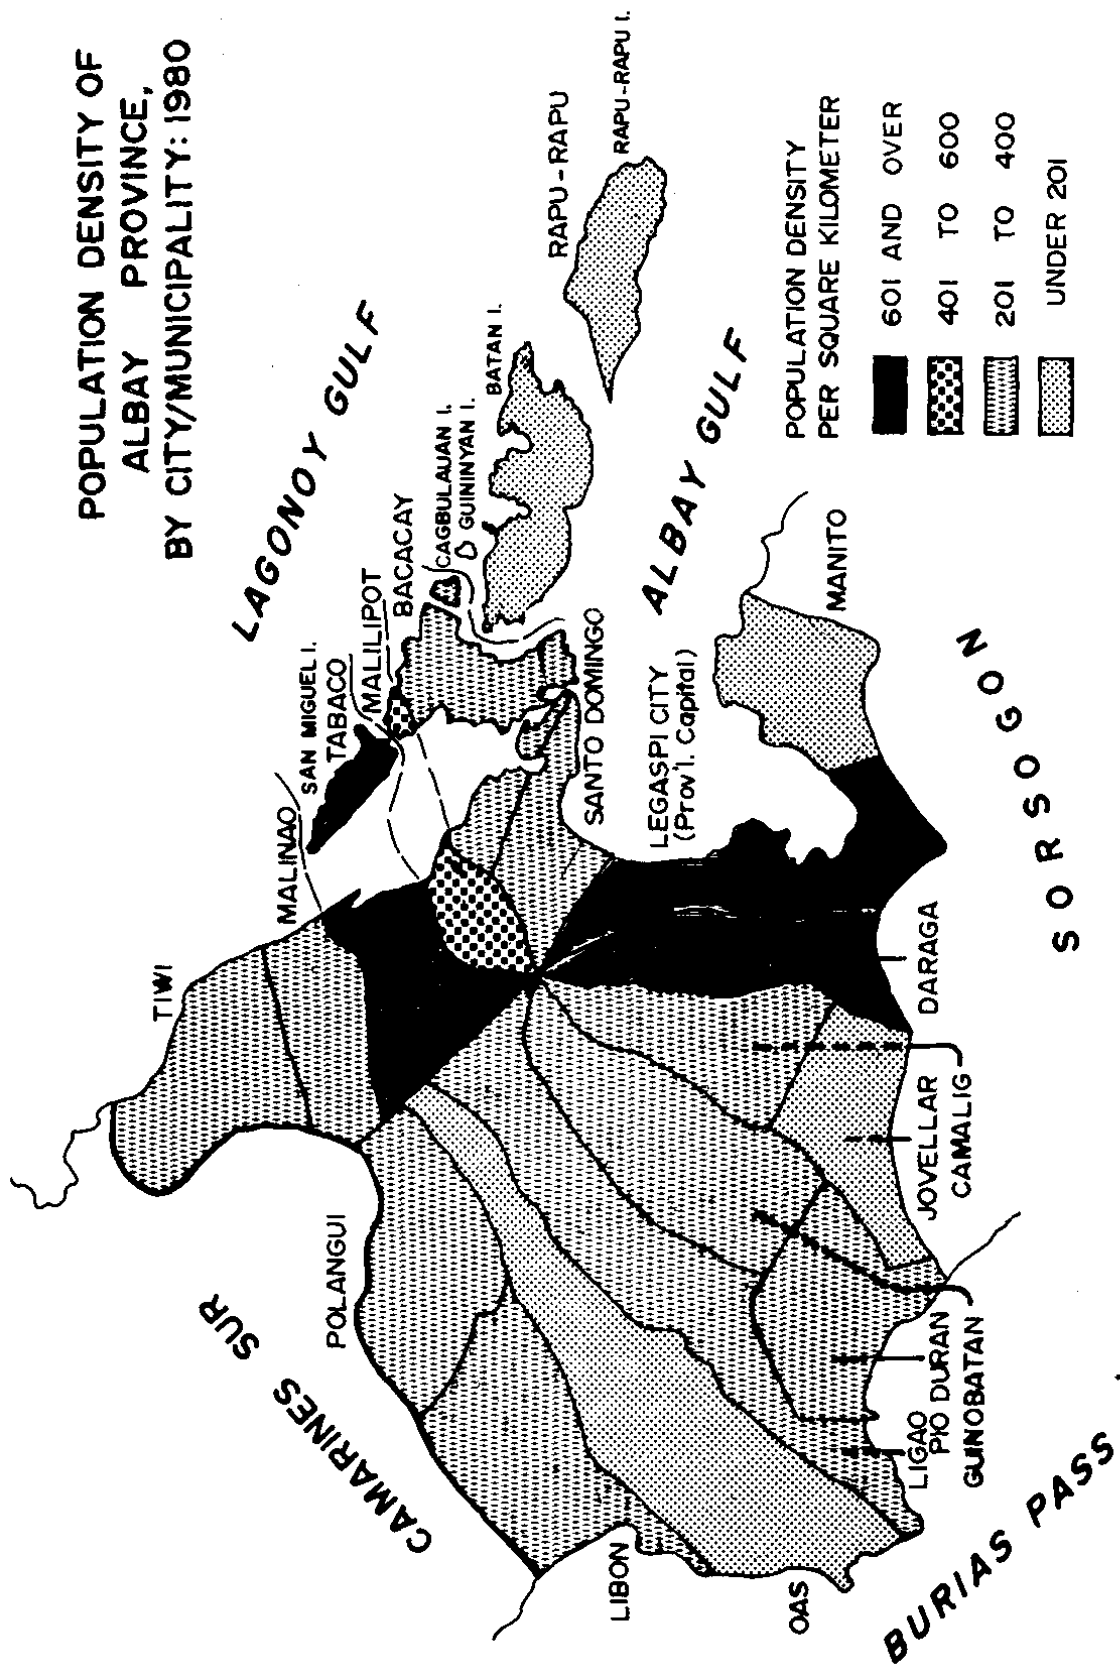 POPULATION DENSITY OF
ALBAY PROVINCE,
BY CITY/MUNICIPALITY: 1980
LAGONOY GULF
ALBAY GULF
CAMARINES SUR
SORSOGON
BURIAS PASS
TIWI
MALINAO
SAN MIGUEL I.
TABACO
MALILIPOT
BACACAY
CAGBULAUAN I.
GUININYAN I.
BATAN I.
RAPU-RAPU
RAPU-RAPU I.
SANTO DOMINGO
LEGASPI CITY
(Prov'l. Capital)
MANITO
DARAGA
JOVELLAR
CAMALIG
POLANGUI
LIBON
OAS
LIGAO
PIO DURAN
GUINOBATAN
POPULATION DENSITY
PER SQUARE KILOMETER
601 AND OVER
401 TO 600
201 TO 400
UNDER 201